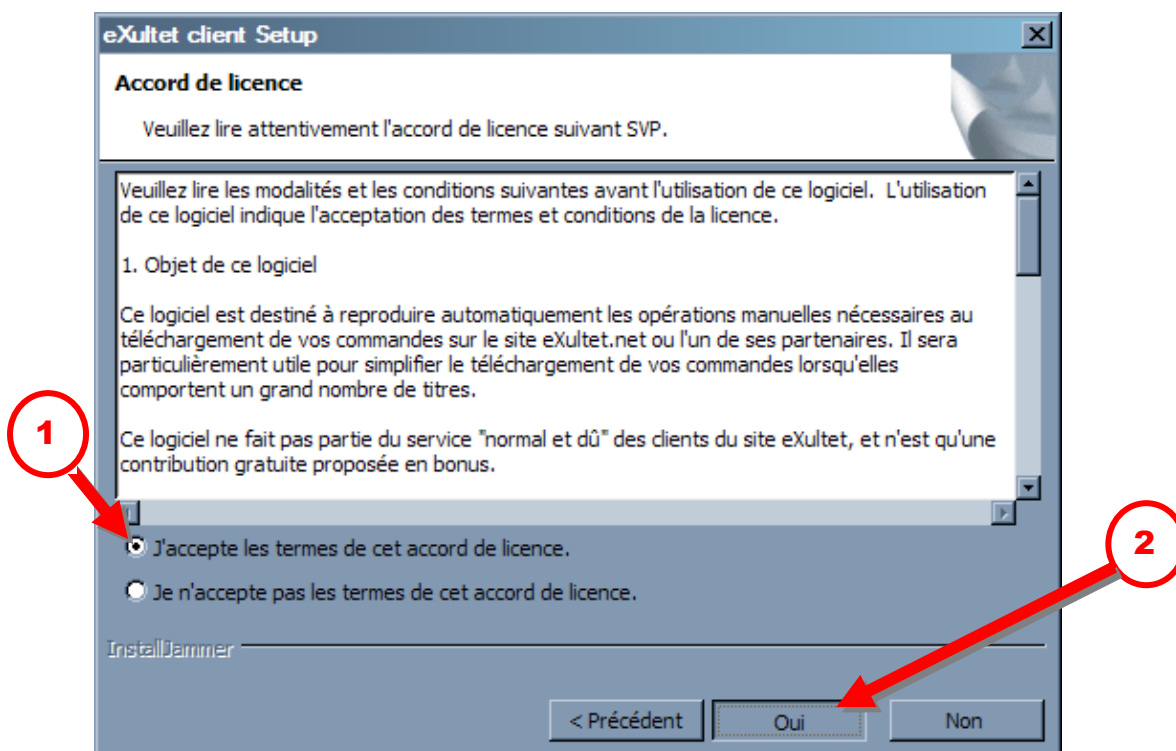 eXultet client Setup
Accord de licence
Veuillez lire attentivement l'accord de licence suivant SVP.
Veuillez lire les modalités et les conditions suivantes avant l'utilisation de ce logiciel.  L'utilisation
de ce logiciel indique l'acceptation des termes et conditions de la licence.
1. Objet de ce logiciel
Ce logiciel est destiné à reproduire automatiquement les opérations manuelles nécessaires au
téléchargement de vos commandes sur le site eXultet.net ou l'un de ses partenaires. Il sera
particulièrement utile pour simplifier le téléchargement de vos commandes lorsqu'elles
comportent un grand nombre de titres.
Ce logiciel ne fait pas partie du service "normal et dû" des clients du site eXultet, et n'est qu'une
contribution gratuite proposée en bonus.
1
J'accepte les termes de cet accord de licence.
2
Je n'accepte pas les termes de cet accord de licence.
InstallJammer
< Précédent
Oui
Non